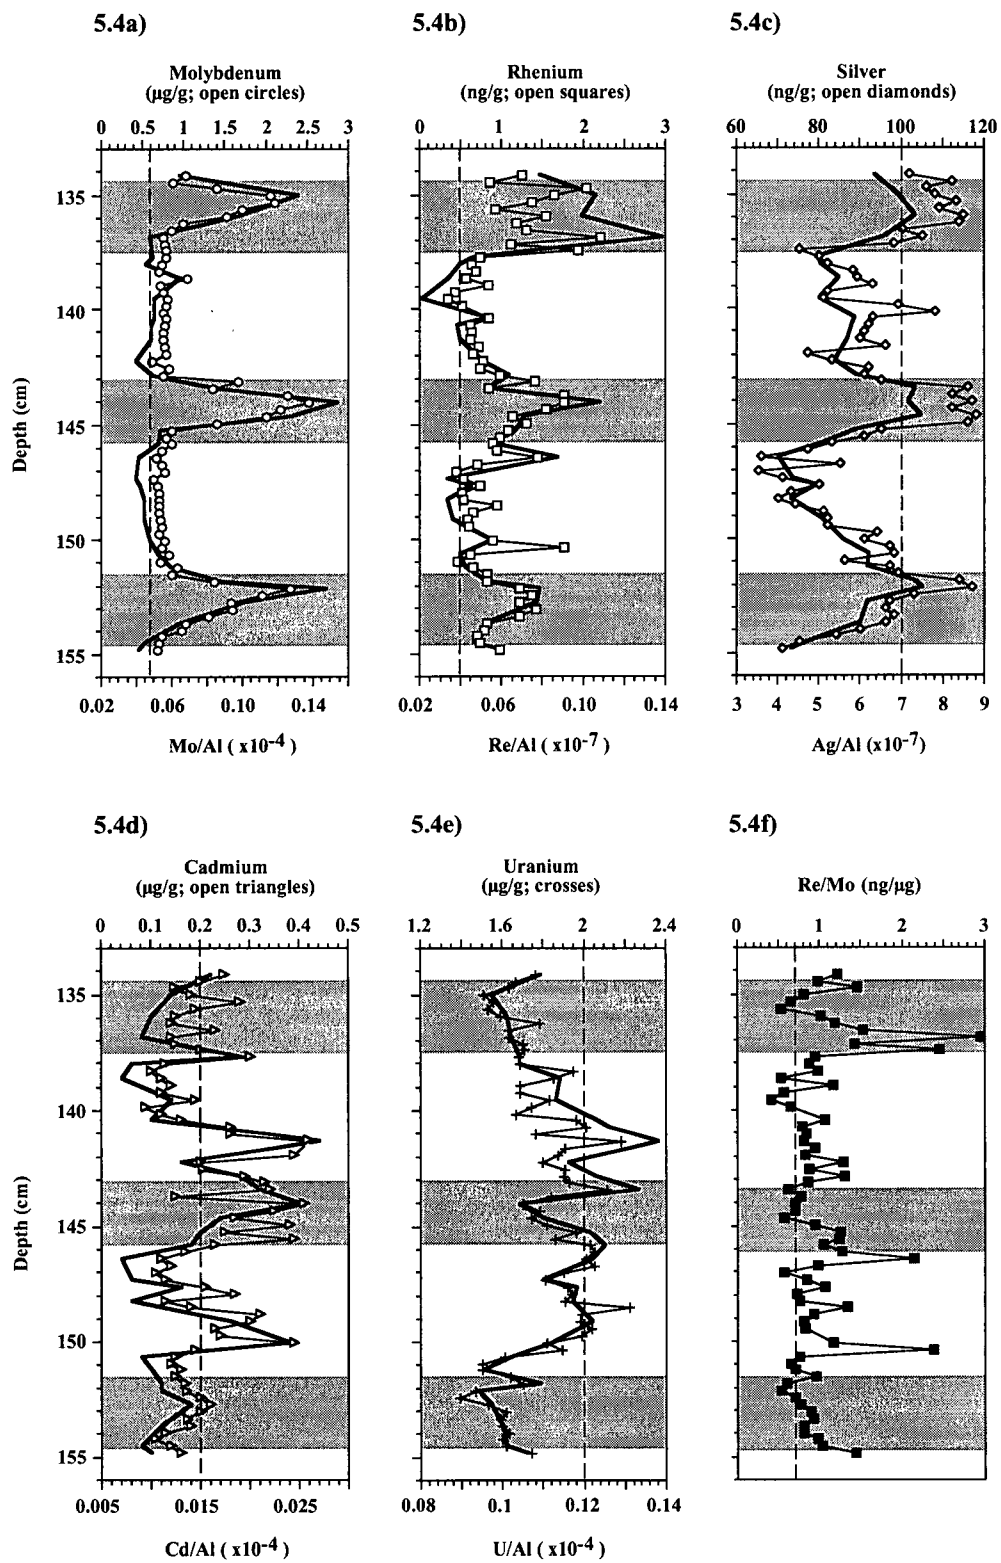 5.4a)
5.4b)
5.4c)
Molybdenum
(µg/g; open circles)
Rhenium
(ng/g; open squares)
Silver
(ng/g; open diamonds)
0 0.5 1 1.5 2 2.5 3
0 1 2 3
60 80 100 120
135
140
145
150
155
Depth (cm)
0.02 0.06 0.10 0.14
0.02 0.06 0.10 0.14
3 4 5 6 7 8 9
Mo/Al ( x10-4)
Re/Al ( x10-7)
Ag/Al (x10-7)
5.4d)
5.4e)
5.4f)
Cadmium
(µg/g; open triangles)
Uranium
(µg/g; crosses)
Re/Mo (ng/µg)
0 0.1 0.2 0.3 0.4 0.5
1.2 1.6 2 2.4
0 1 2 3
135
140
145
150
155
Depth (cm)
0.005 0.015 0.025
0.08 0.1 0.12 0.14
Cd/Al (x10-4)
U/Al ( x10-4)